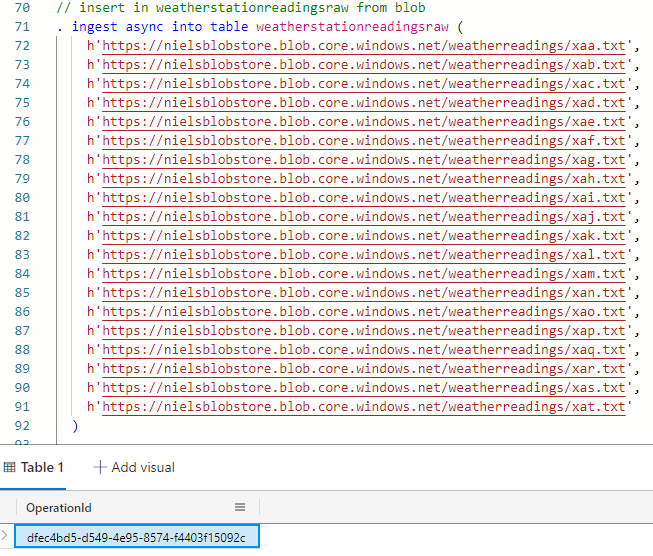 70 // insert in weatherstationreadingsraw from blob
71 . ingest async into table weatherstationreadingsraw (
72 h'https://nielsblobstore.blob.core.windows.net/weatherreadings/xaa.txt',
73 h'https://nielsblobstore.blob.core.windows.net/weatherreadings/xab.txt',
74 h'https://nielsblobstore.blob.core.windows.net/weatherreadings/xac.txt',
75 h'https://nielsblobstore.blob.core.windows.net/weatherreadings/xad.txt',
76 h'https://nielsblobstore.blob.core.windows.net/weatherreadings/xae.txt',
77 h'https://nielsblobstore.blob.core.windows.net/weatherreadings/xaf.txt',
78 h'https://nielsblobstore.blob.core.windows.net/weatherreadings/xag.txt',
79 h'https://nielsblobstore.blob.core.windows.net/weatherreadings/xah.txt',
80 h'https://nielsblobstore.blob.core.windows.net/weatherreadings/xai.txt',
81 h'https://nielsblobstore.blob.core.windows.net/weatherreadings/xaj.txt',
82 h'https://nielsblobstore.blob.core.windows.net/weatherreadings/xak.txt',
83 h'https://nielsblobstore.blob.core.windows.net/weatherreadings/xal.txt',
84 h'https://nielsblobstore.blob.core.windows.net/weatherreadings/xam.txt',
85 h'https://nielsblobstore.blob.core.windows.net/weatherreadings/xan.txt',
86 h'https://nielsblobstore.blob.core.windows.net/weatherreadings/xao.txt',
87 h'https://nielsblobstore.blob.core.windows.net/weatherreadings/xap.txt',
88 h'https://nielsblobstore.blob.core.windows.net/weatherreadings/xaq.txt',
89 h'https://nielsblobstore.blob.core.windows.net/weatherreadings/xar.txt',
90 h'https://nielsblobstore.blob.core.windows.net/weatherreadings/xas.txt',
91 h'https://nielsblobstore.blob.core.windows.net/weatherreadings/xat.txt'
92 )
Table 1 + Add visual
OperationId
dfec4bd5-d549-4e95-8574-f4403f15092c